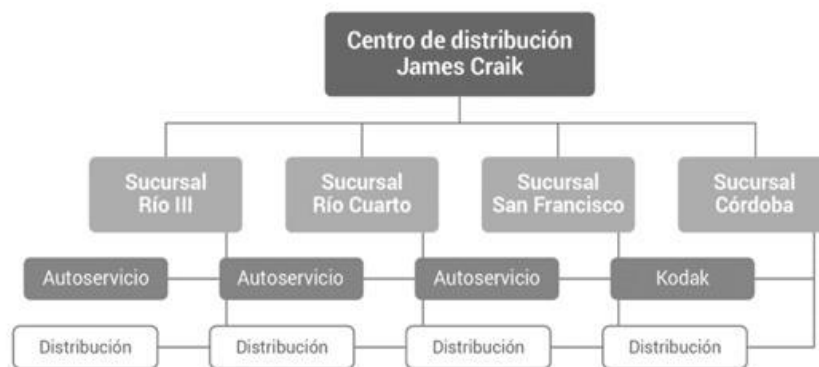 Centro de distribución
James Craik
Sucursal
Río III
Sucursal
Río Cuarto
Sucursal
San Francisco
Sucursal
Córdoba
Autoservicio
Autoservicio
Autoservicio
Kodak
Distribución
Distribución
Distribución
Distribución